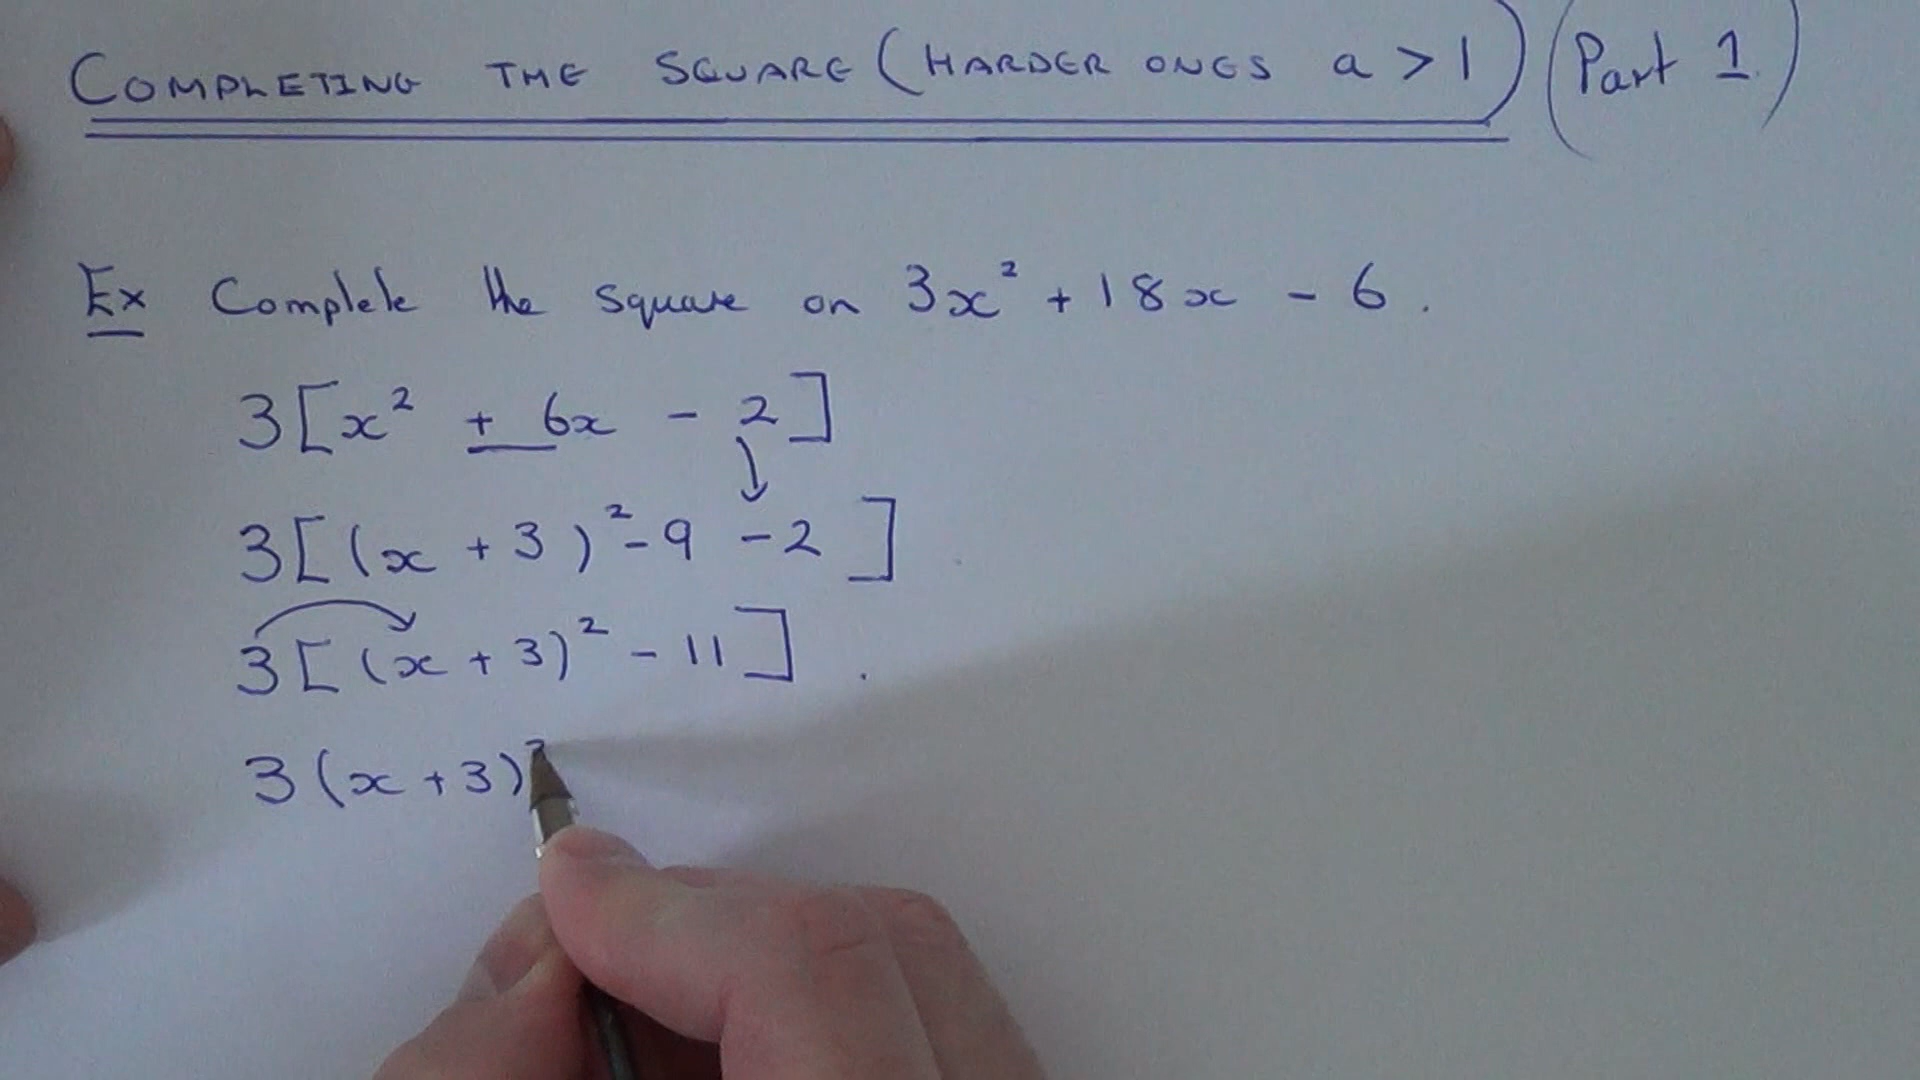 COMPLETING THE SQUARE (HARDER ONES a > 1) (Part 1)
Ex Complete the square on 3x² + 18x - 6.
3[x² + 6x - 2]
3[(x + 3)² - 9 - 2]
3[(x + 3)² - 11].
3(x + 3)²